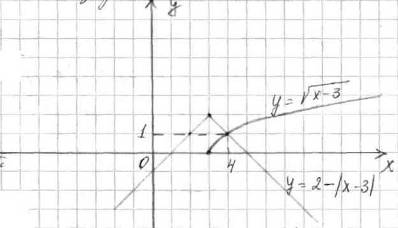 y
y = √x-3
1
0
4
x
y = 2-|x-3|